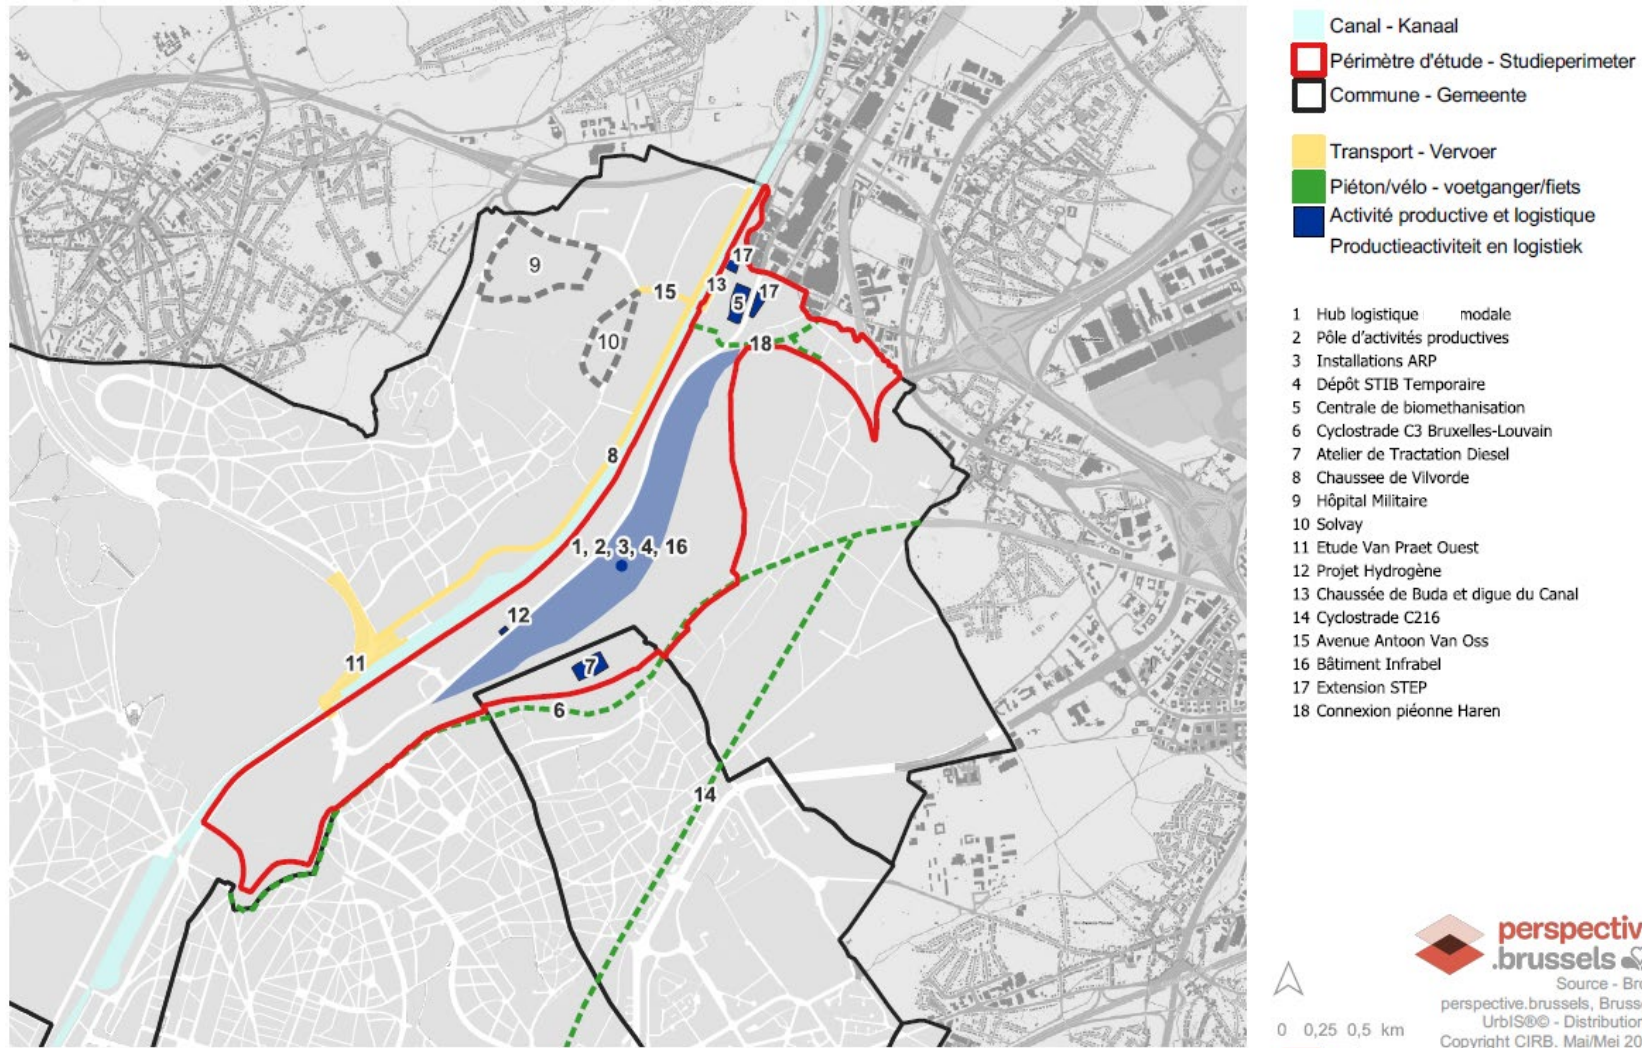 Canal - Kanaal
Périmètre d'étude - Studieperimeter
Commune - Gemeente
Transport - Vervoer
Piéton/vélo - voetganger/fiets
Activité productive et logistique
Productieactiviteit en logistiek
1 Hub logistique modale
2 Pôle d'activités productives
3 Installations ARP
4 Dépôt STIB Temporaire
5 Centrale de biomethanisation
6 Cyclostrade C3 Bruxelles-Louvain
7 Atelier de Tractation Diesel
8 Chaussee de Vilvorde
9 Hôpital Militaire
10 Solvay
11 Etude Van Praet Ouest
12 Projet Hydrogène
13 Chaussée de Buda et digue du Canal
14 Cyclostrade C216
15 Avenue Antoon Van Oss
16 Bâtiment Infrabel
17 Extension STEP
18 Connexion piéonne Haren
17
9
15
13
5
17
10
18
8
1, 2, 3, 4, 16
12
11
7
6
14
perspectiv
.brussels
Source - Bro
perspective.brussels, Brusse
UrbIS®© - Distribution
Copyright CIRB, Mai/Mei 20
0 0,25 0,5 km